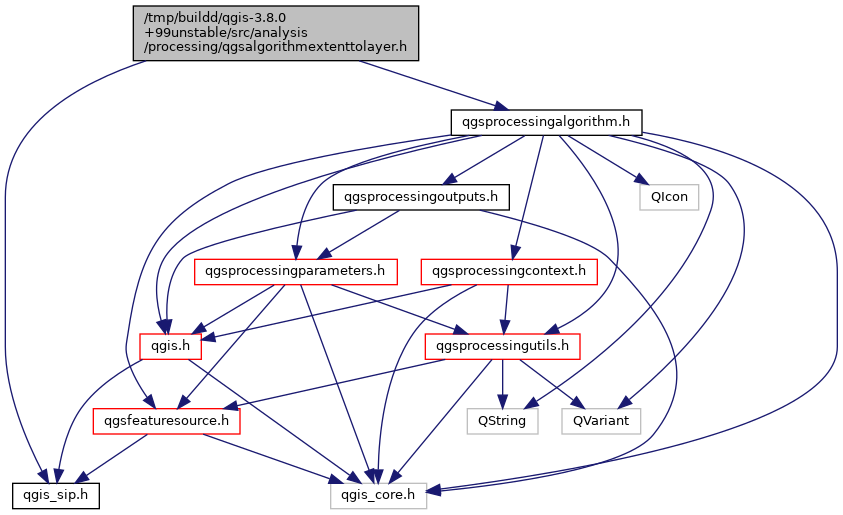 /tmp/buildd/qgis-3.8.0
+99unstable/src/analysis
/processing/qgsalgorithmextenttolayer.h
qgsprocessingalgorithm.h
qgsprocessingoutputs.h
QIcon
qgsprocessingparameters.h
qgsprocessingcontext.h
qgis.h
qgsprocessingutils.h
qgsfeaturesource.h
QString
QVariant
qgis_sip.h
qgis_core.h